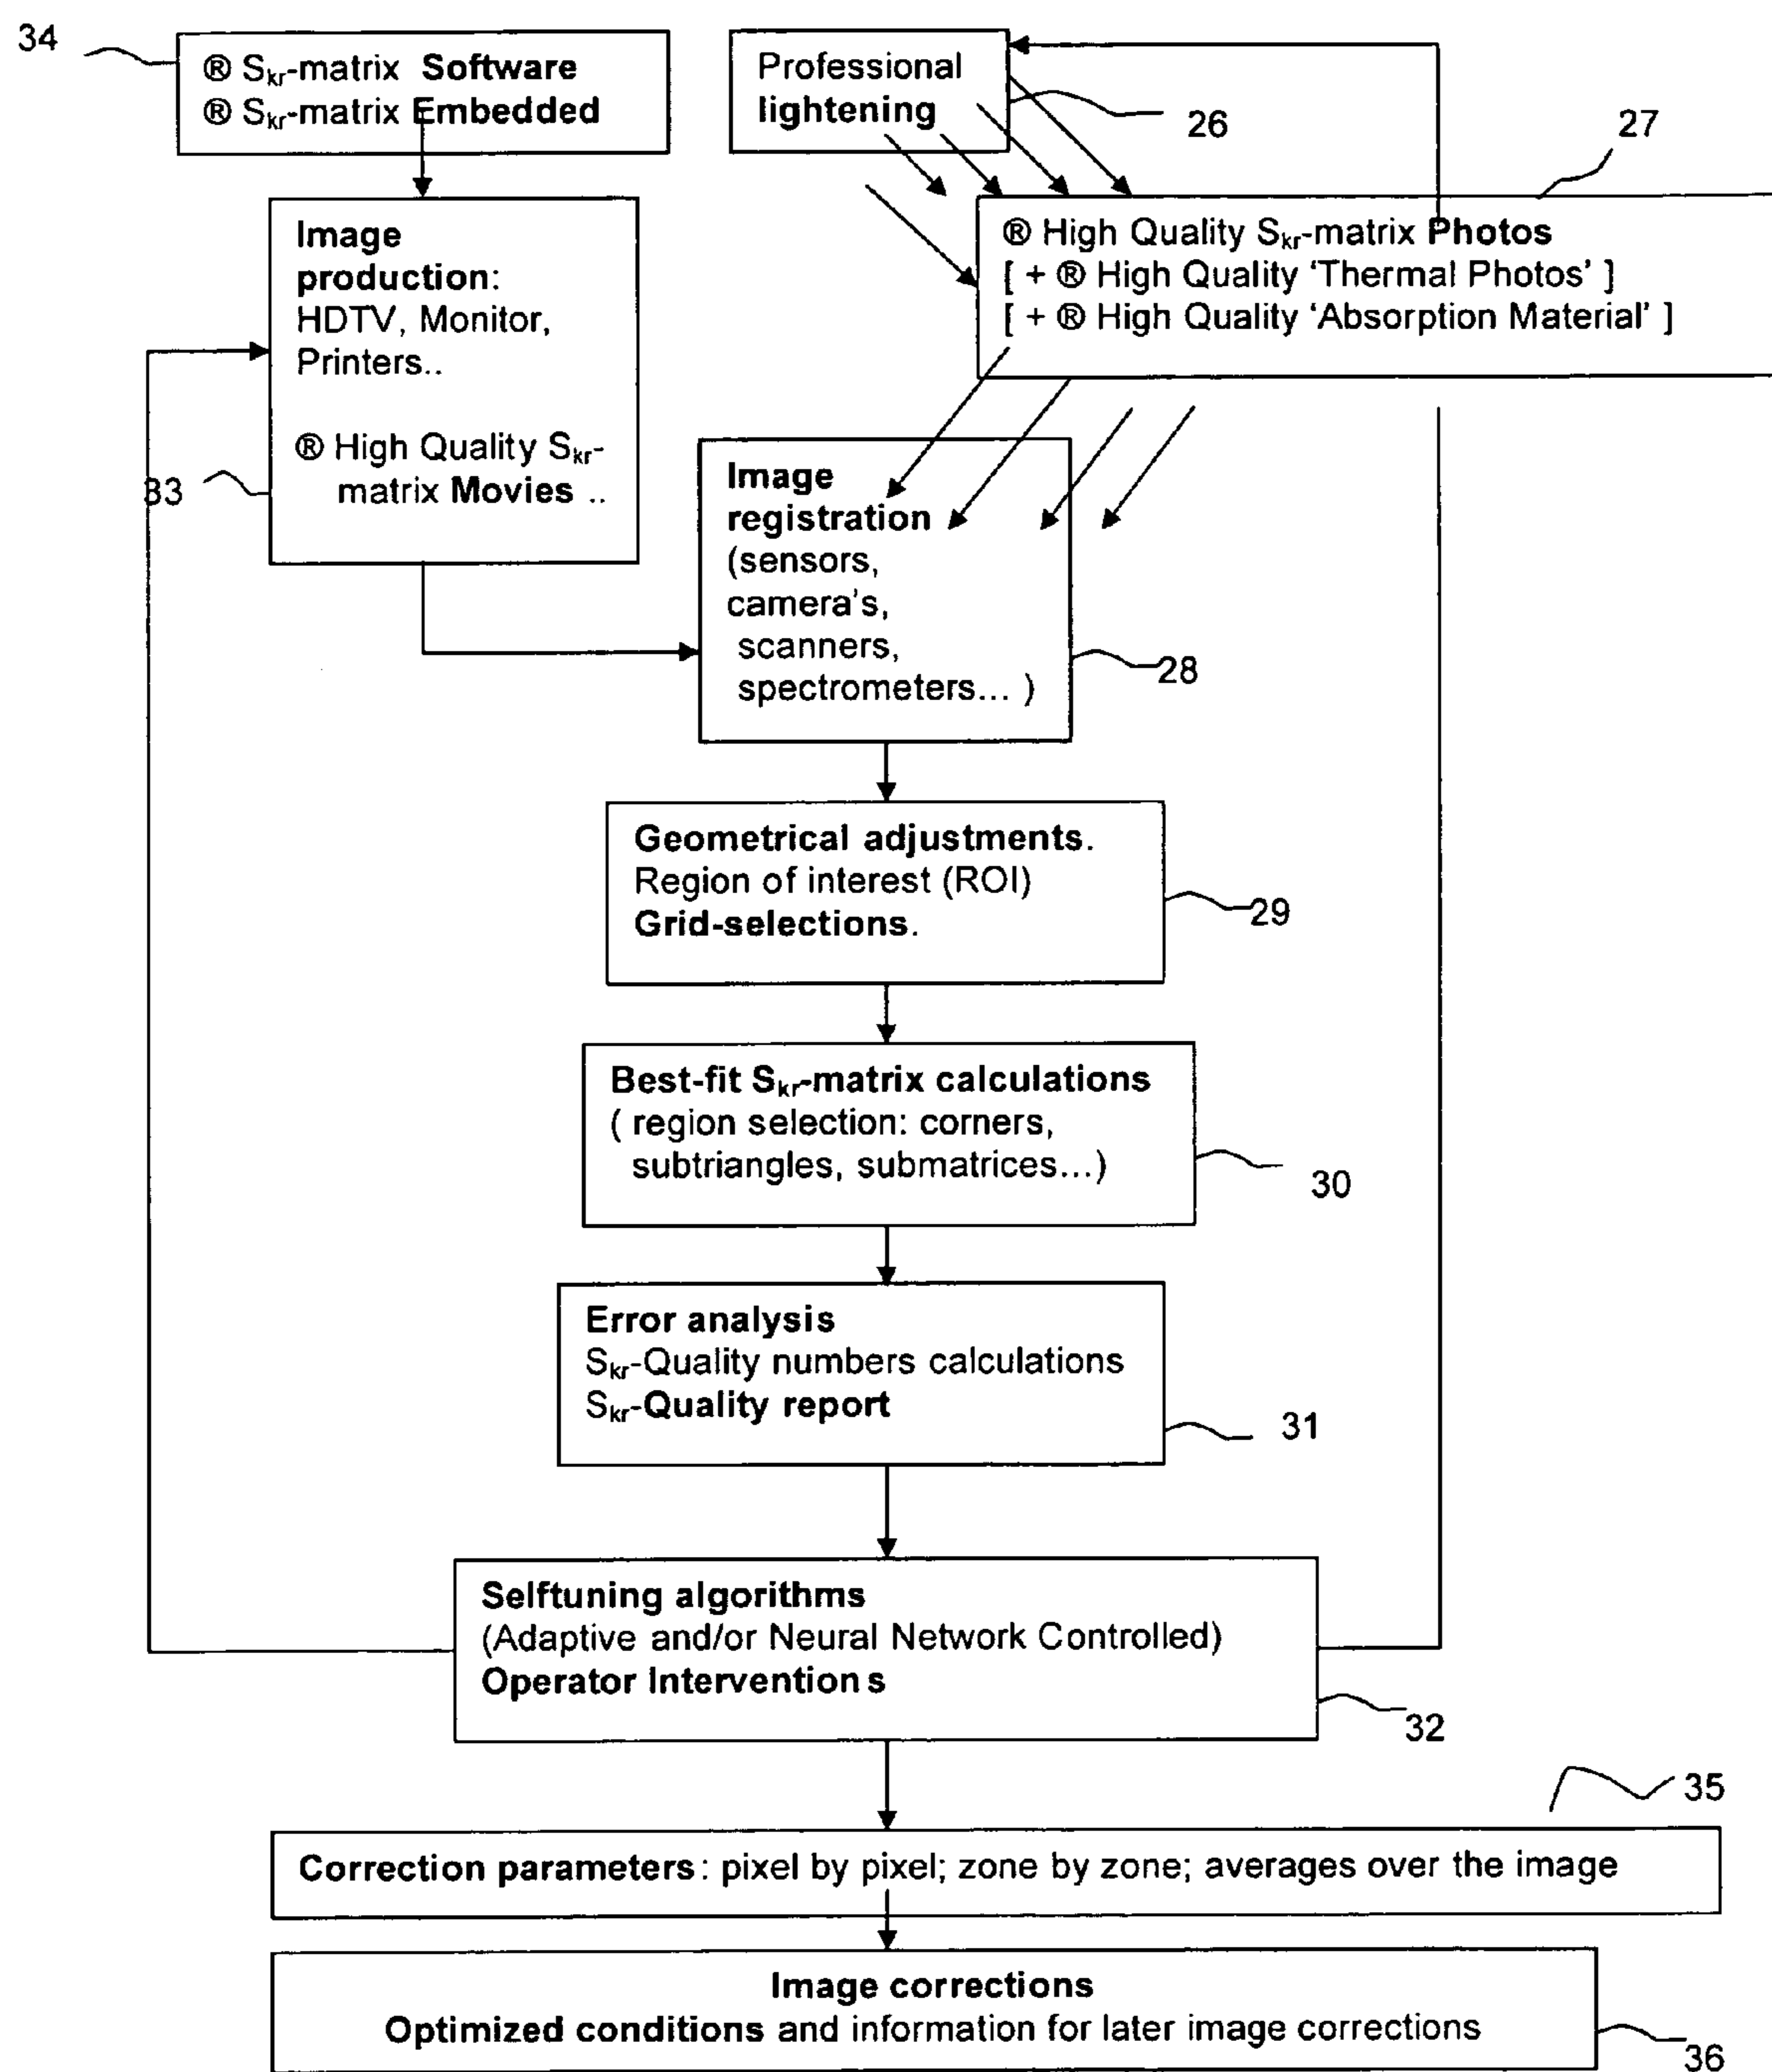 34
® Skr-matrix Software
® Skr-matrix Embedded
Professional
lightening
26
27
Image
production:
HDTV, Monitor,
Printers..
® High Quality Skr-
matrix Movies ..
33
® High Quality Skr-matrix Photos
[ + ® High Quality ‘Thermal Photos’ ]
[ + ® High Quality ‘Absorption Material’ ]
Image
registration
(sensors,
camera's,
scanners,
spectrometers... )
28
Geometrical adjustments.
Region of interest (ROI)
Grid-selections.
29
Best-fit Skr-matrix calculations
( region selection: corners,
subtriangles, submatrices...)
30
Error analysis
Skr-Quality numbers calculations
Skr-Quality report
31
Selftuning algorithms
(Adaptive and/or Neural Network Controlled)
Operator Interventions
32
35
Correction parameters: pixel by pixel; zone by zone; averages over the image
Image corrections
Optimized conditions and information for later image corrections
36